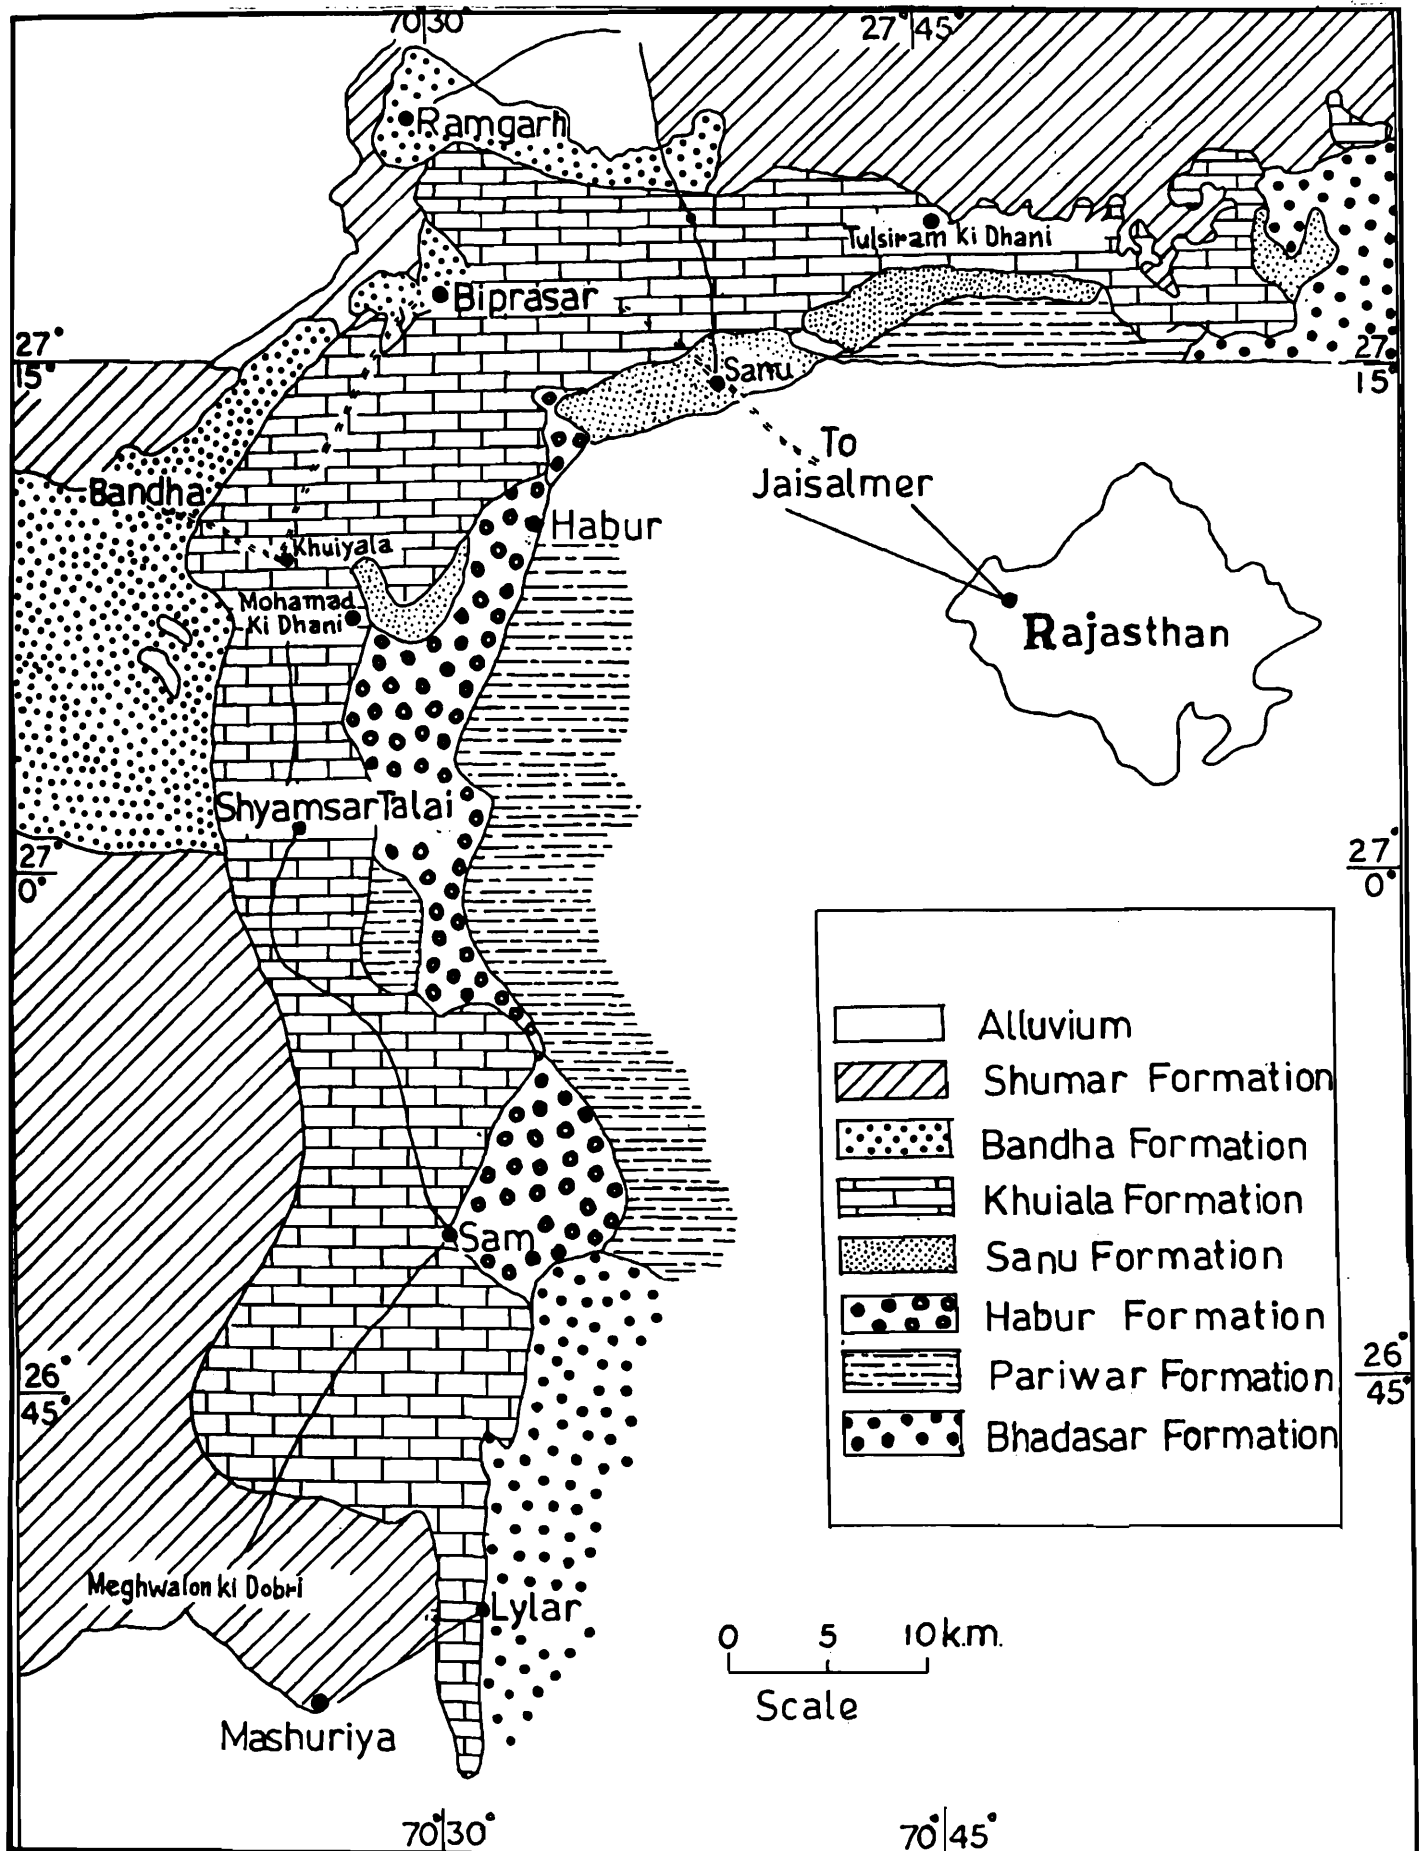 70°30'
27°45'
Ramgarh
Tulsiram ki Dhani
Biprasar
27°
15'
27
15'
Sanu
To
Jaisalmer
Bandha
Habur
Khuiyala
Mohamad
Ki Dhani
Rajasthan
Shyamsar Talai
27°
0°
27°
0°
Alluvium
Shumar Formation
Bandha Formation
Khuiala Formation
Sanu Formation
Habur Formation
Pariwar Formation
Bhadasar Formation
Sam
26°
45°
26°
45°
Meghwalon ki Dobri
Lylar
0 5 10 k.m.
Scale
Mashuriya
70°30°
70°45°